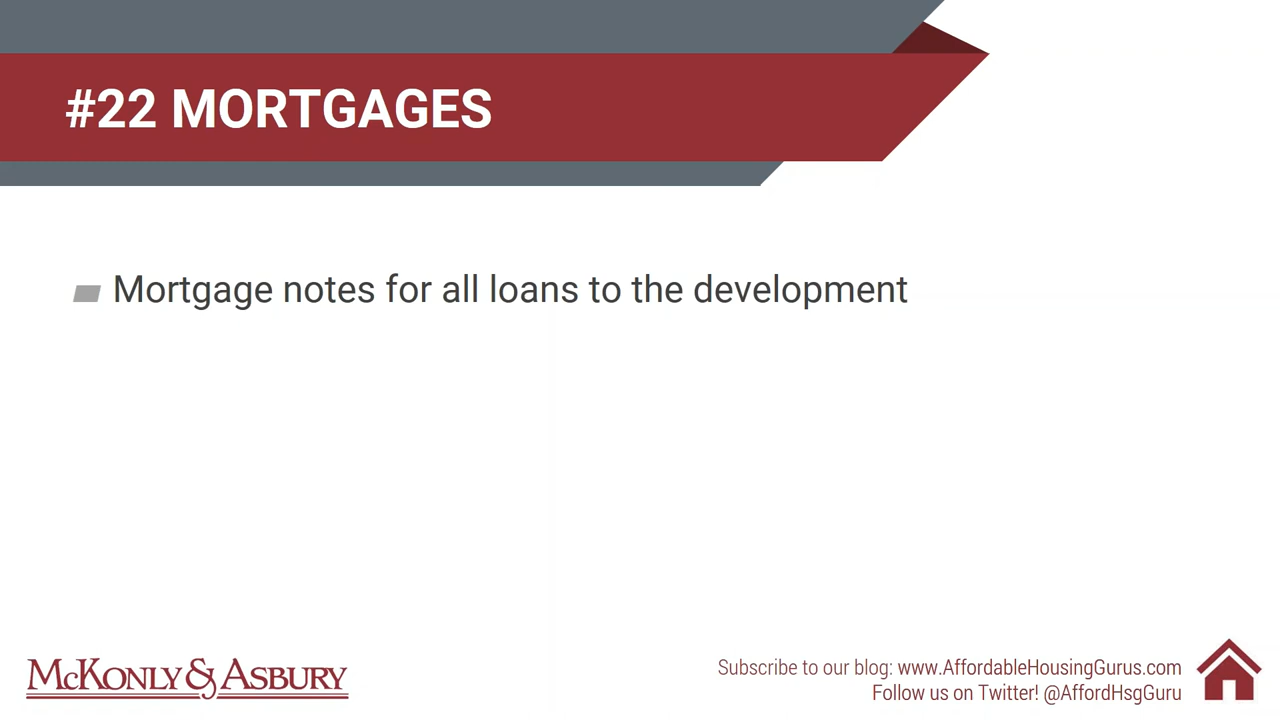 #22 MORTGAGES
Mortgage notes for all loans to the development
McKonly & Asbury
Subscribe to our blog: www.AffordableHousingGurus.com
Follow us on Twitter! @AffordHsgGuru